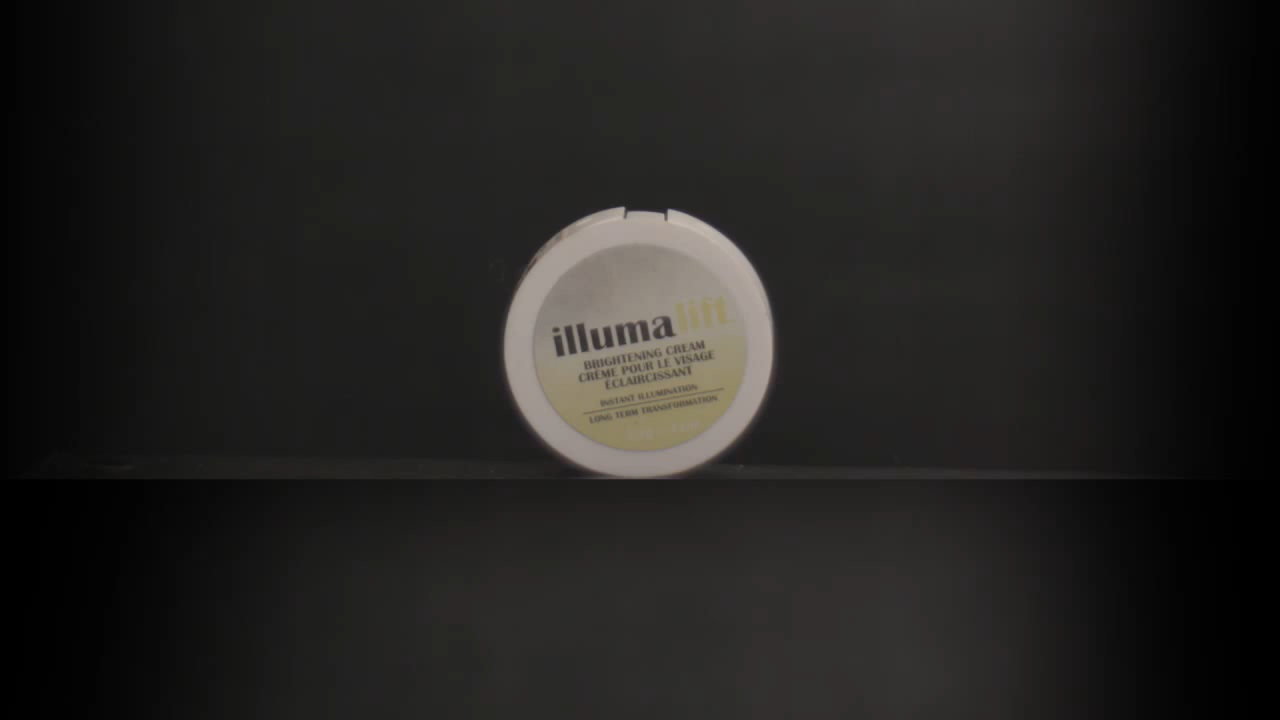 illumalift
BRIGHTENING CREAM
CRÈME POUR LE VISAGE
ÉCLAIRCISSANT
INSTANT ILLUMINATION
LONG TERM TRANSFORMATION